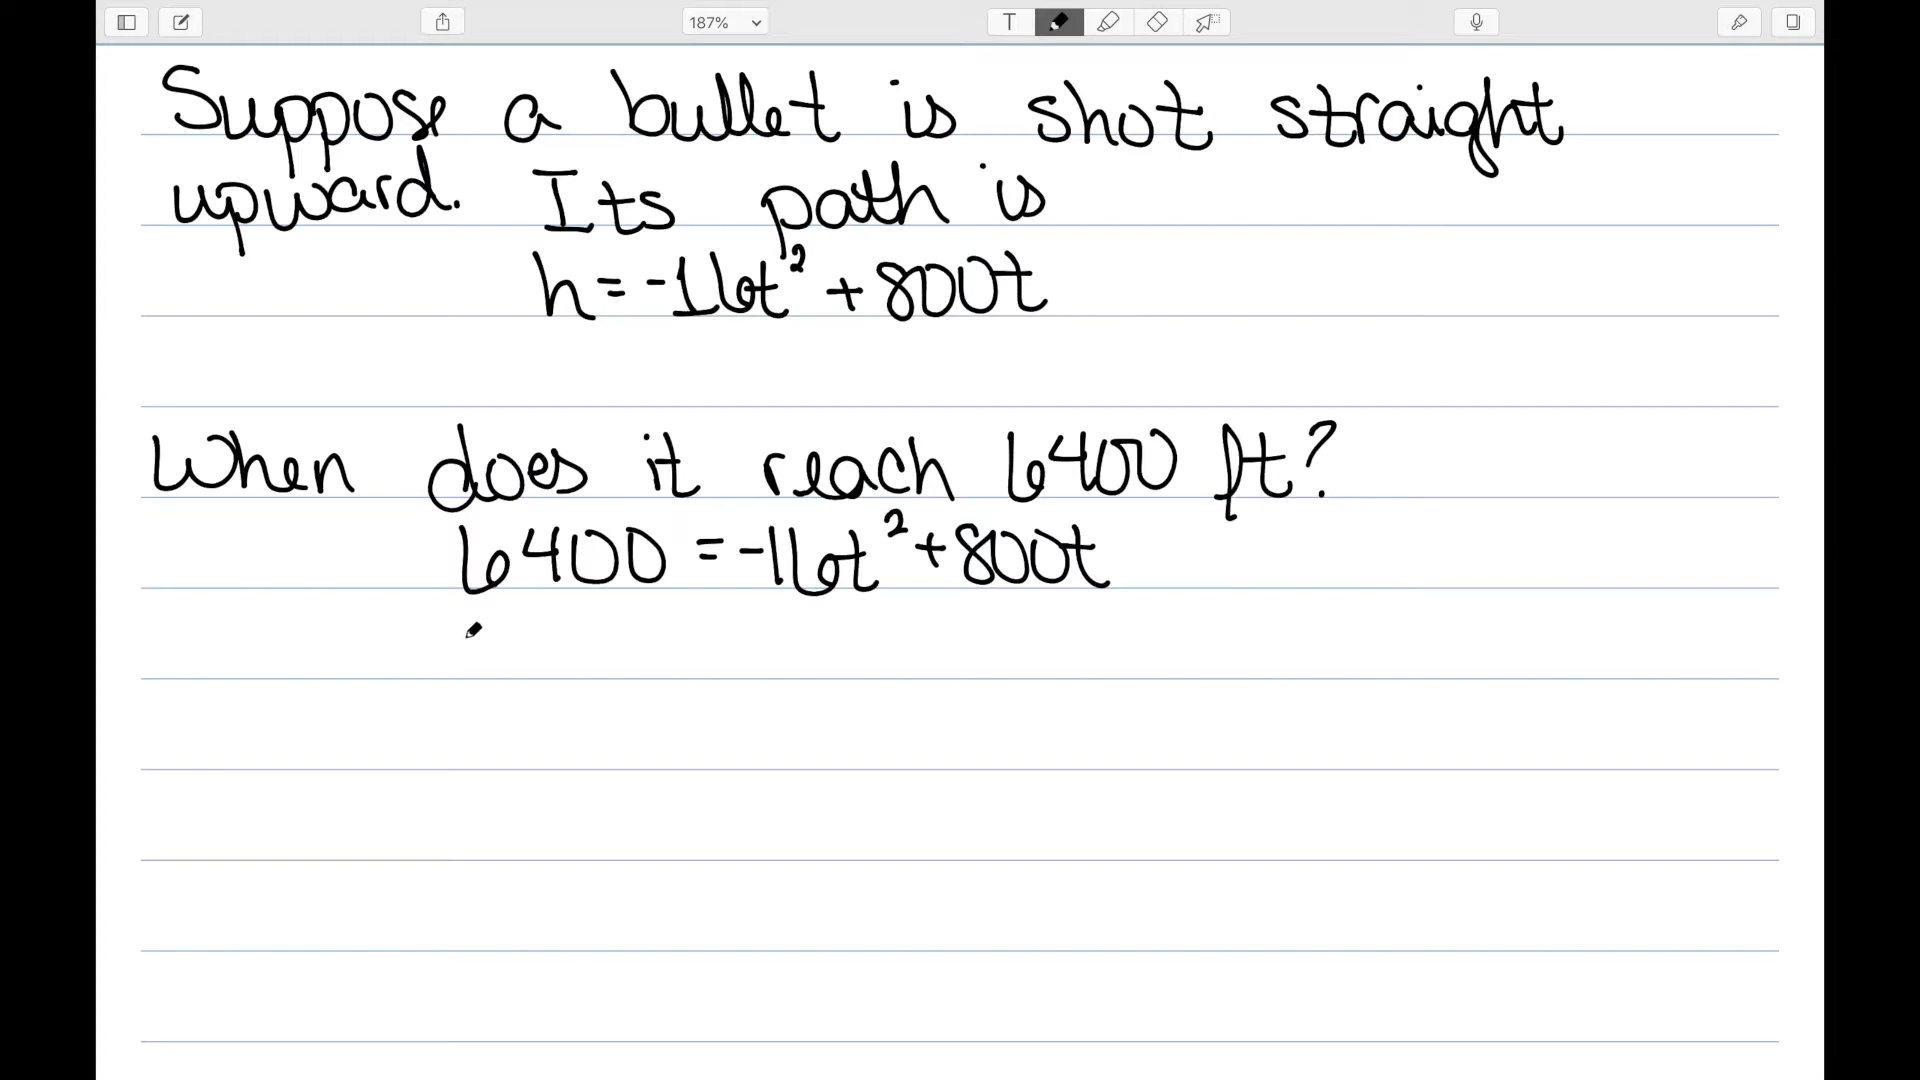 187%
T
Suppose a bullet is shot straight
upward. Its path is
h = -16t² + 800t
When does it reach 6400 ft?
6400 = -16t² + 800t